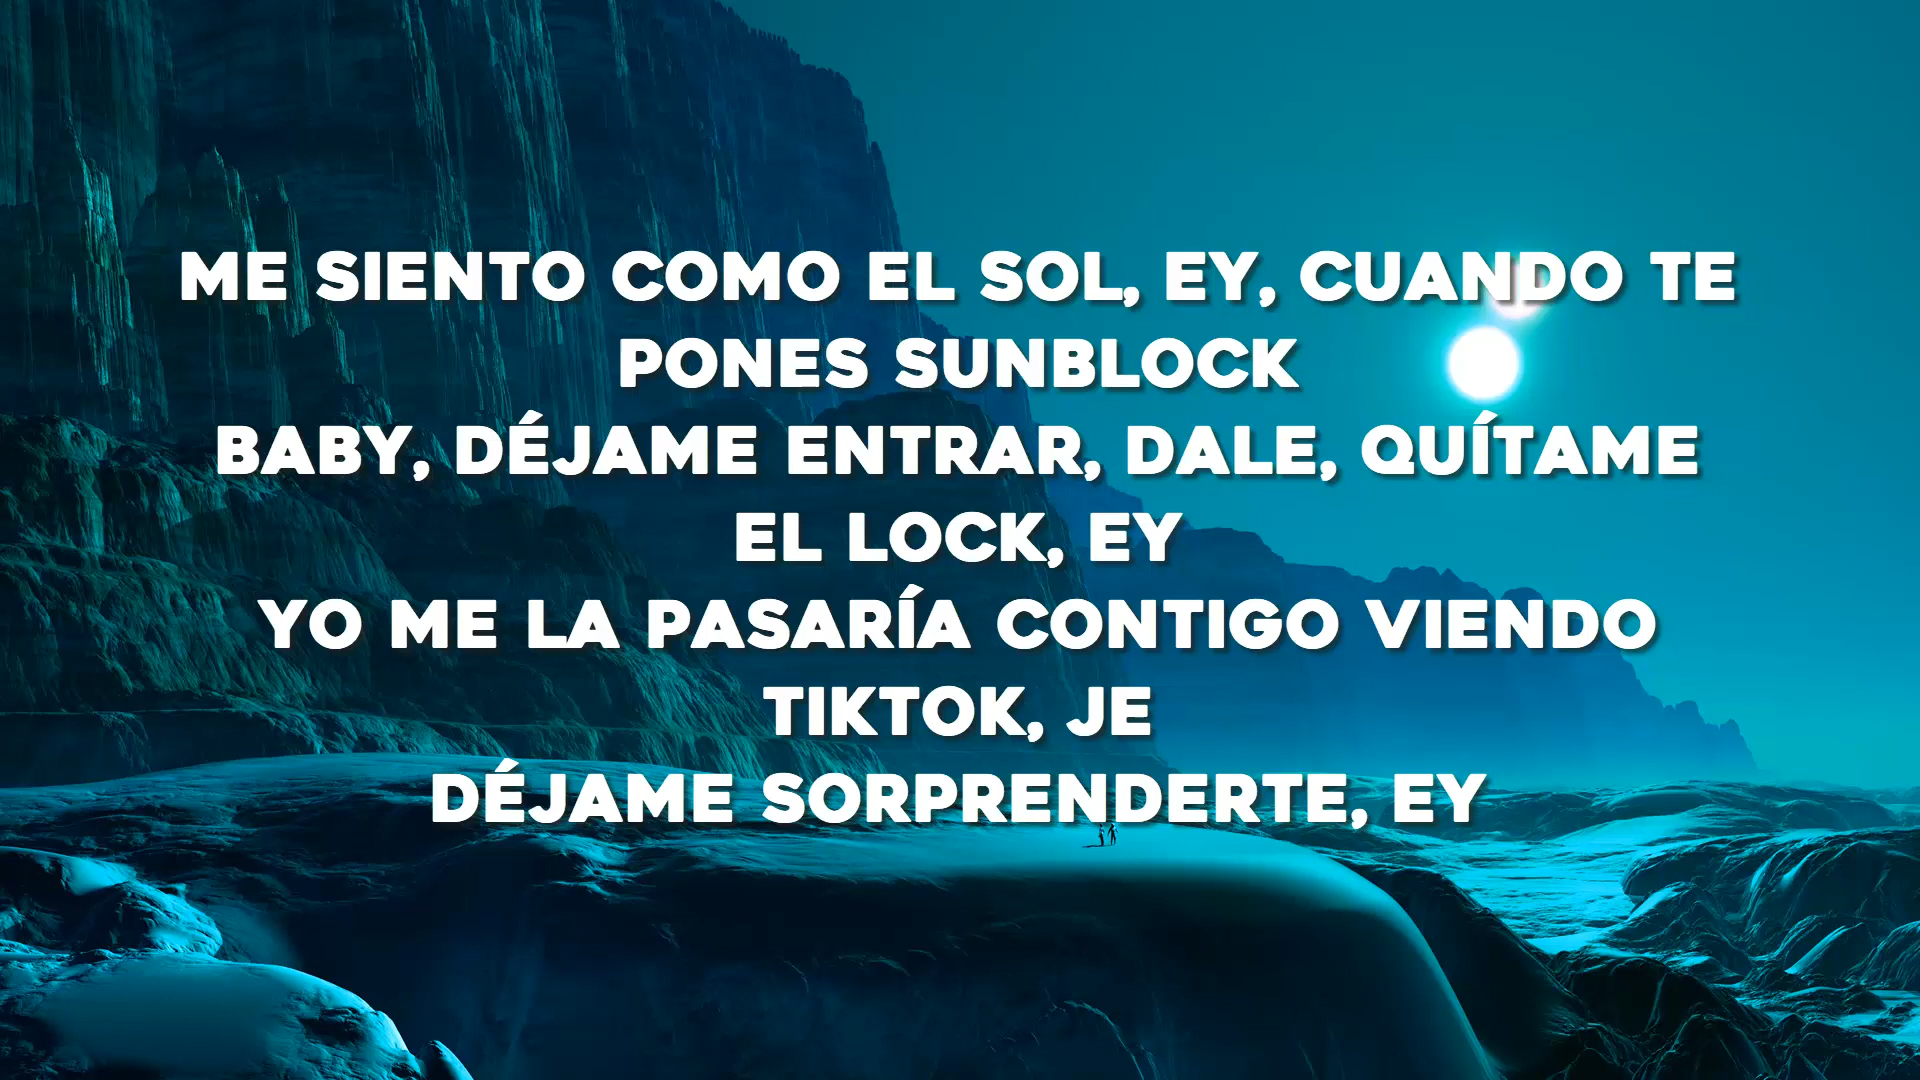 ME SIENTO COMO EL SOL, EY, CUANDO TE
PONES SUNBLOCK
BABY, DÉJAME ENTRAR, DALE, QUÍTAME
EL LOCK, EY
YO ME LA PASARÍA CONTIGO VIENDO
TIKTOK, JE
DÉJAME SORPRENDERTE, EY